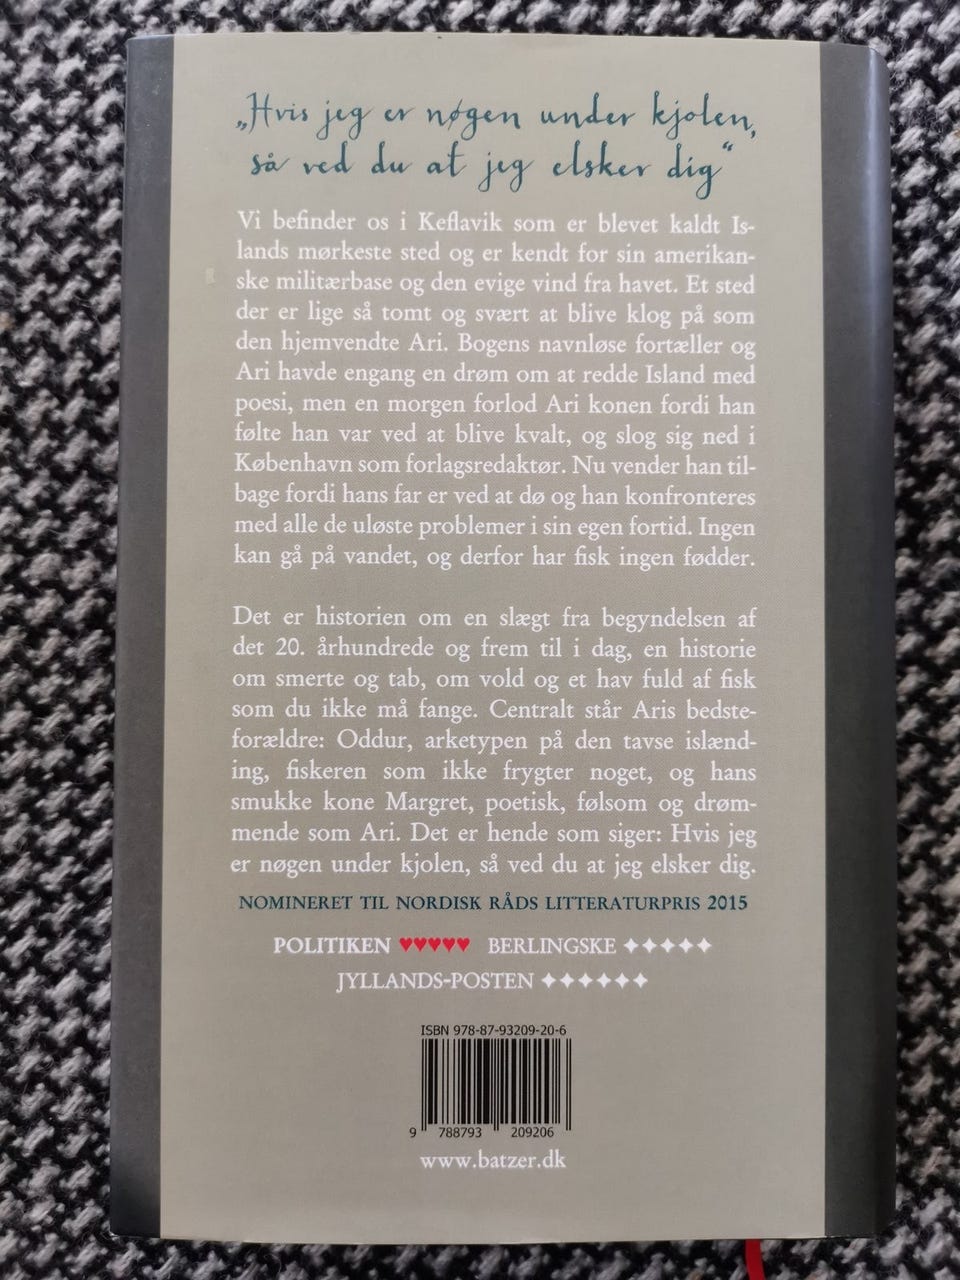 „Hvis jeg er nøgen under kjolen,
så ved du at jeg elsker dig“
Vi befinder os i Keflavik som er blevet kaldt Is-
lands mørkeste sted og er kendt for sin amerikan-
ske militærbase og den evige vind fra havet. Et sted
der er lige så tomt og svært at blive klog på som
den hjemvendte Ari. Bogens navnløse fortæller og
Ari havde engang en drøm om at redde Island med
poesi, men en morgen forlod Ari konen fordi han
følte han var ved at blive kvalt, og slog sig ned i
København som forlagsredaktør. Nu vender han til-
bage fordi hans far er ved at dø og han konfronteres
med alle de uløste problemer i sin egen fortid. Ingen
kan gå på vandet, og derfor har fisk ingen fødder.
Det er historien om en slægt fra begyndelsen af
det 20. århundrede og frem til i dag, en historie
om smerte og tab, om vold og et hav fuld af fisk
som du ikke må fange. Centralt står Aris bedste-
forældre: Oddur, arketypen på den tavse islænd-
ing, fiskeren som ikke frygter noget, og hans
smukke kone Margret, poetisk, følsom og drøm-
mende som Ari. Det er hende som siger: Hvis jeg
er nøgen under kjolen, så ved du at jeg elsker dig.
NOMINERET TIL NORDISK RÅDS LITTERATURPRIS 2015
POLITIKEN ♥♥♥♥♥ BERLINGSKE ✦✦✦✦✦
JYLLANDS-POSTEN ✦✦✦✦✦✦
ISBN 978-87-93209-20-6
9 788793 209206
www.batzer.dk